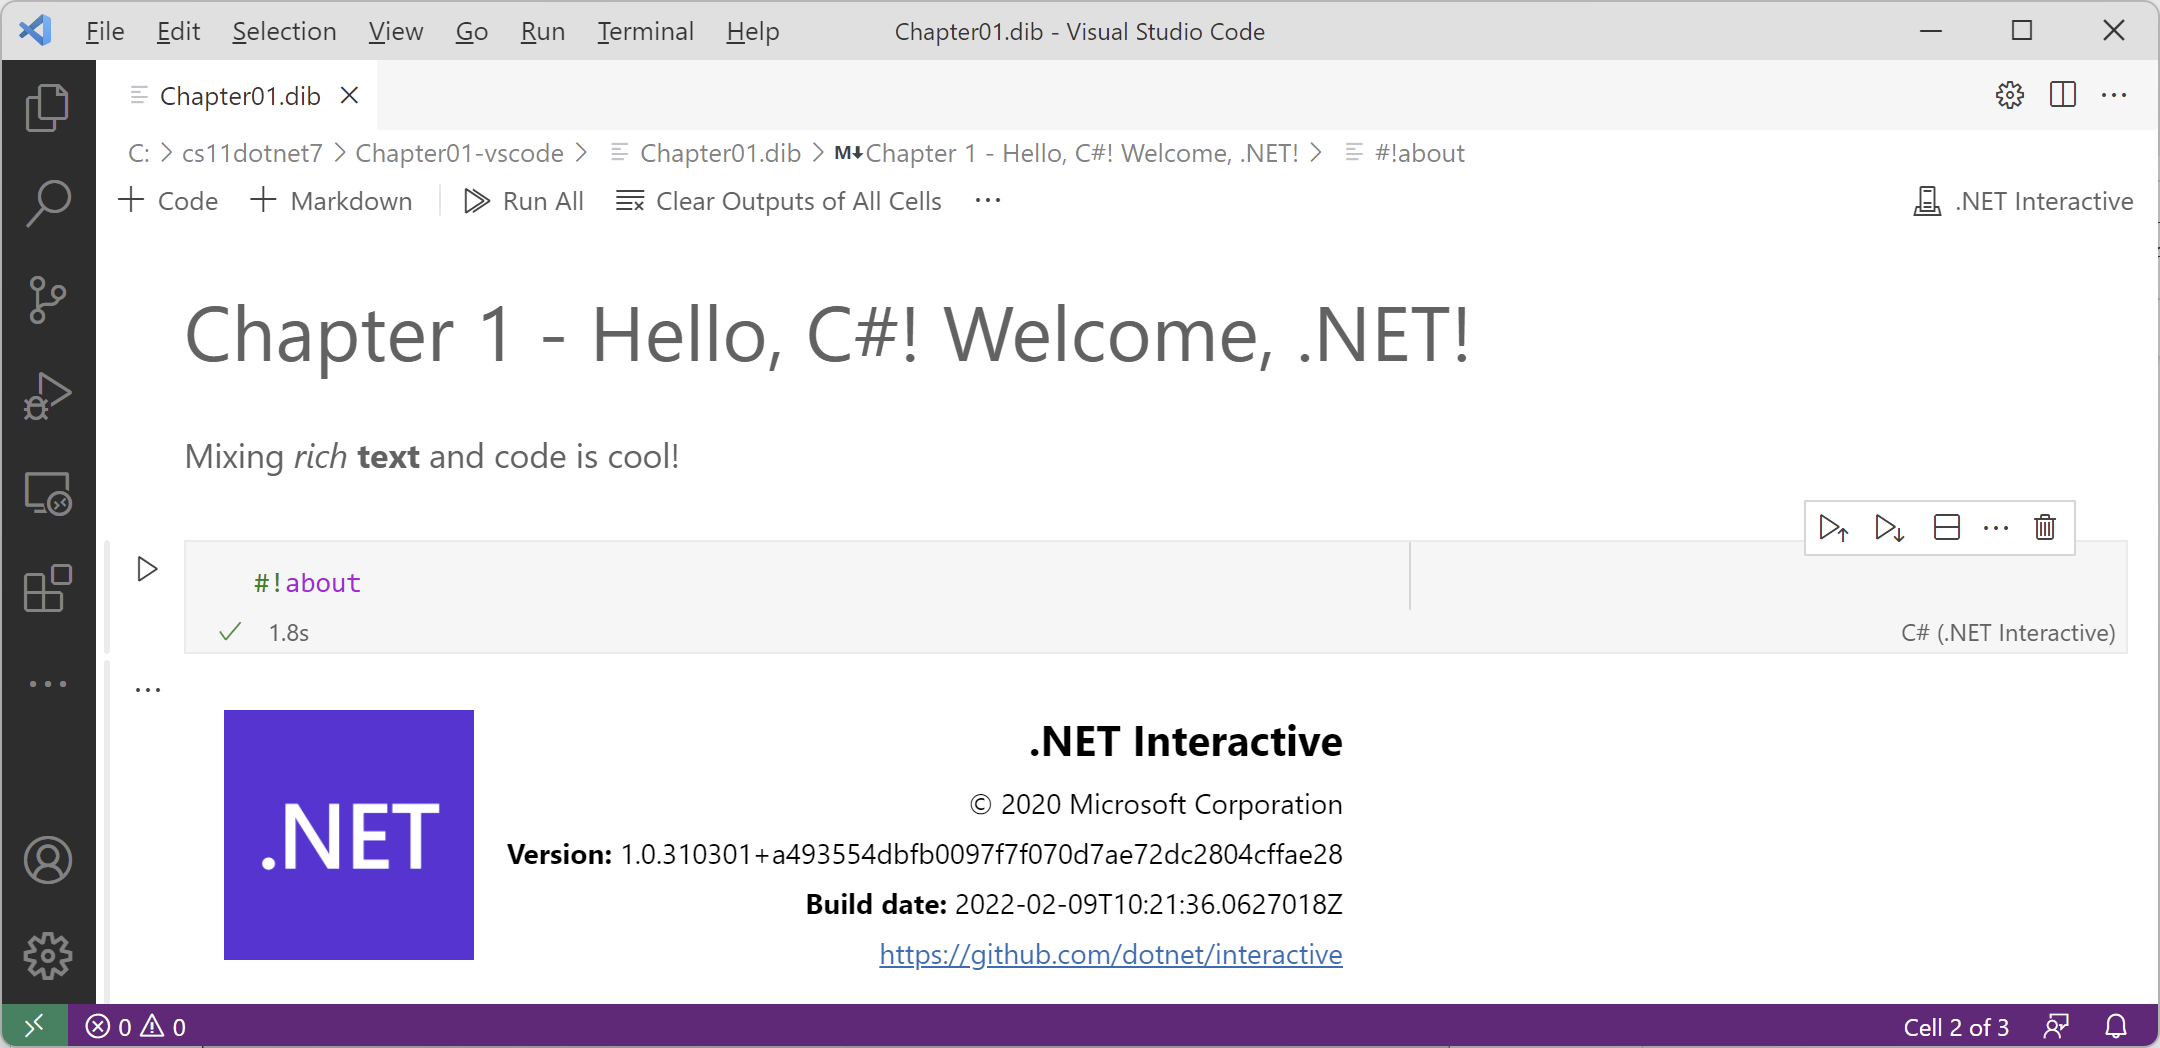 File Edit Selection View Go Run Terminal Help Chapter01.dib - Visual Studio Code
Chapter01.dib
C: > cs11dotnet7 > Chapter01-vscode > Chapter01.dib > M↓Chapter 1 - Hello, C#! Welcome, .NET! > #!about
+ Code + Markdown Run All Clear Outputs of All Cells ... .NET Interactive
Chapter 1 - Hello, C#! Welcome, .NET!
Mixing rich text and code is cool!
#!about
1.8s C# (.NET Interactive)
.NET
.NET Interactive
© 2020 Microsoft Corporation
Version: 1.0.310301+a493554dbfb0097f7f070d7ae72dc2804cffae28
Build date: 2022-02-09T10:21:36.0627018Z
https://github.com/dotnet/interactive
0 0 Cell 2 of 3